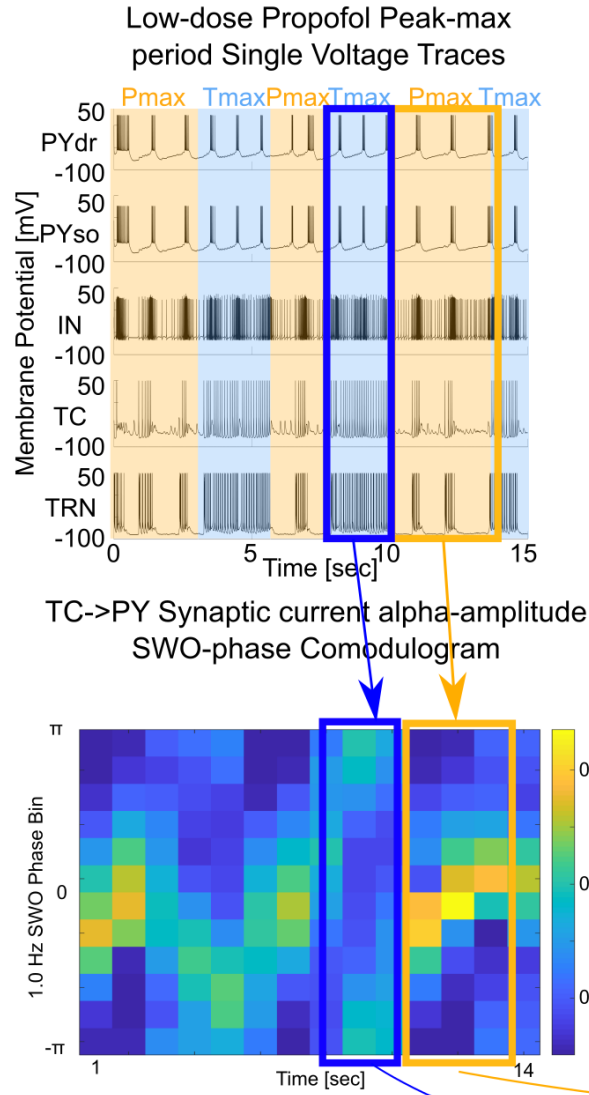 Low-dose Propofol Peak-max
period Single Voltage Traces
Pmax Tmax Pmax Tmax Pmax Tmax
Membrane Potential [mV]
50
PYdr
-100
50
PYso
-100
50
IN
-100
50
TC
-100
50
TRN
-100
0 5 10 15
Time [sec]
TC->PY Synaptic current alpha-amplitude
SWO-phase Comodulogram
1.0 Hz SWO Phase Bin
π
0
-π
1 14
Time [sec]
0
0
0